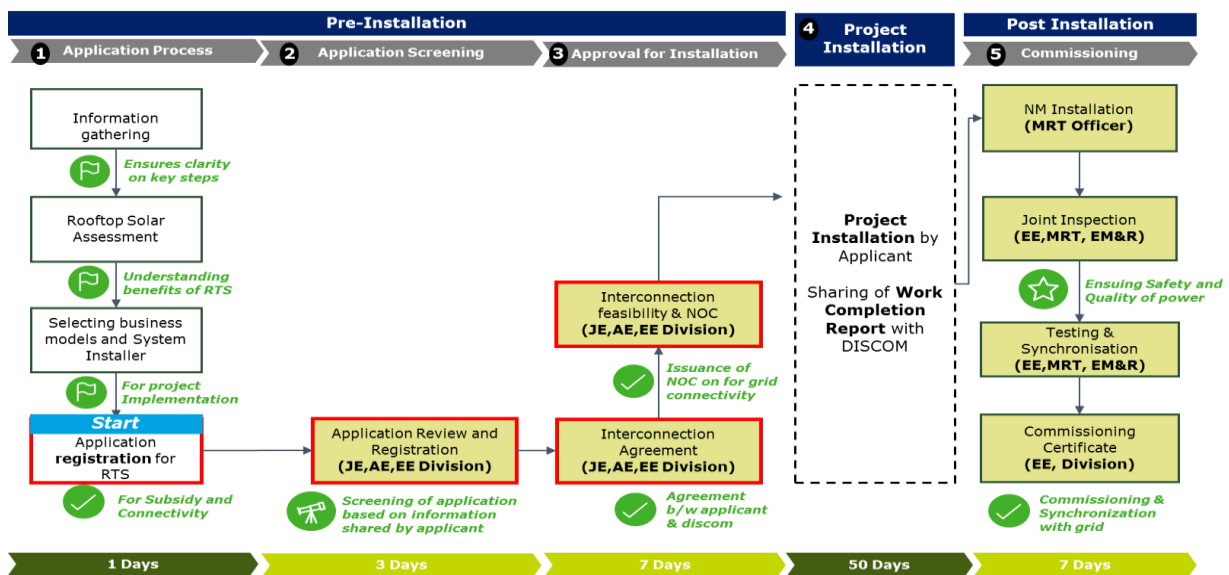 Pre-Installation
4
Project
Installation
Post Installation
1
Application Process
2
Application Screening
3
Approval for Installation
5
Commissioning
Information
gathering
Ensures clarity
on key steps
Rooftop Solar
Assessment
Understanding
benefits of RTS
Selecting business
models and System
Installer
For project
Implementation
Start
Application
registration for
RTS
For Subsidy and
Connectivity
Application Review and
Registration
(JE,AE,EE Division)
Screening of application
based on information
shared by applicant
Interconnection
feasibility & NOC
(JE,AE,EE Division)
Issuance of
NOC on for grid
connectivity
Interconnection
Agreement
(JE,AE,EE Division)
Agreement
b/w applicant
& discom
Project
Installation by
Applicant
Sharing of Work
Completion
Report with
DISCOM
NM Installation
(MRT Officer)
Joint Inspection
(EE,MRT, EM&R)
Ensuing Safety and
Quality of power
Testing &
Synchronisation
(EE,MRT, EM&R)
Commissioning
Certificate
(EE, Division)
Commissioning &
Synchronization
with grid
1 Days
3 Days
7 Days
50 Days
7 Days